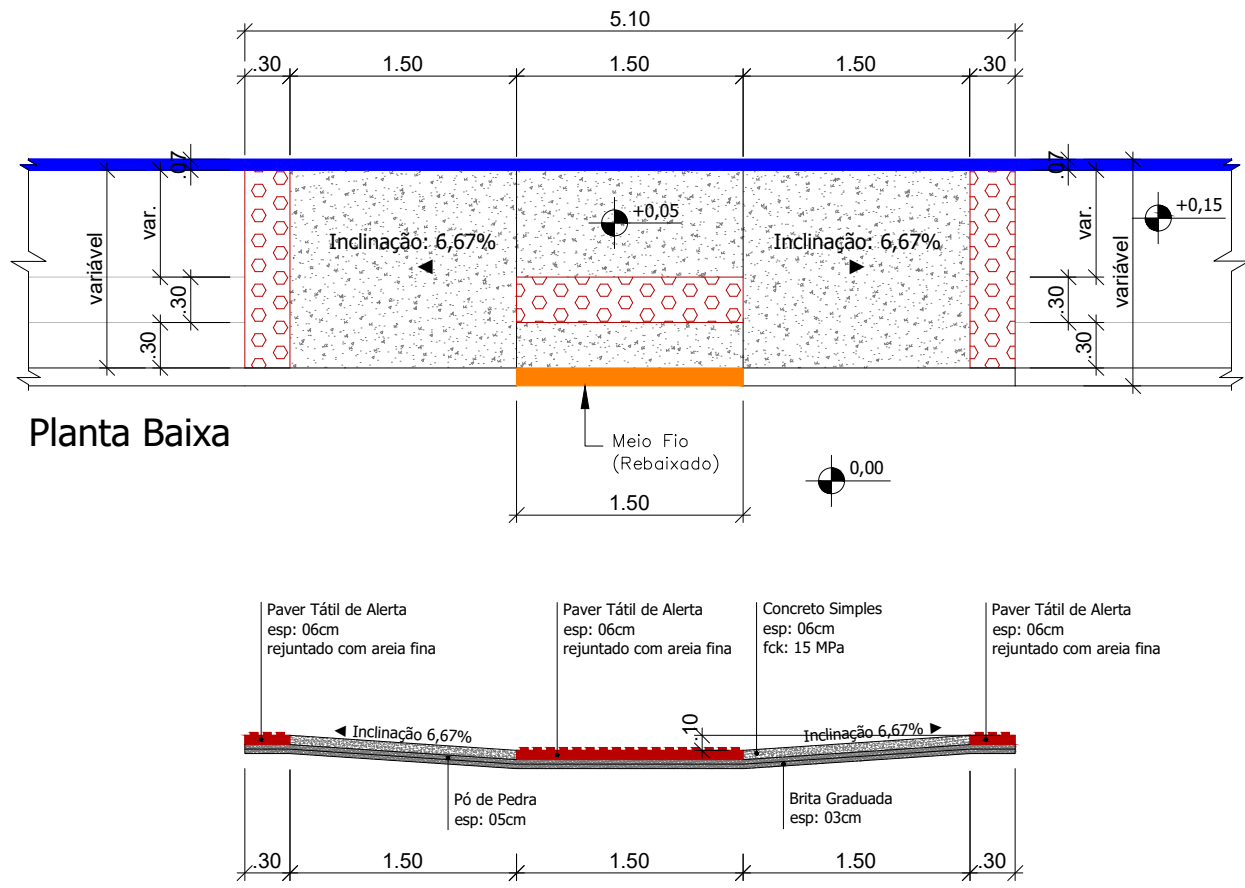 5.10
.30
1.50
1.50
1.50
.30
.07
.07
variável
var.
.30
.30
Inclinação: 6,67%
+0,05
Inclinação: 6,67%
var.
.30
.30
variável
+0,15
Planta Baixa
Meio Fio
(Rebaixado)
0,00
1.50
Paver Tátil de Alerta
esp: 06cm
rejuntado com areia fina
Paver Tátil de Alerta
esp: 06cm
rejuntado com areia fina
Concreto Simples
esp: 06cm
fck: 15 MPa
Paver Tátil de Alerta
esp: 06cm
rejuntado com areia fina
Inclinação 6,67%
.10
Inclinação 6,67%
Pó de Pedra
esp: 05cm
Brita Graduada
esp: 03cm
.30
1.50
1.50
1.50
.30